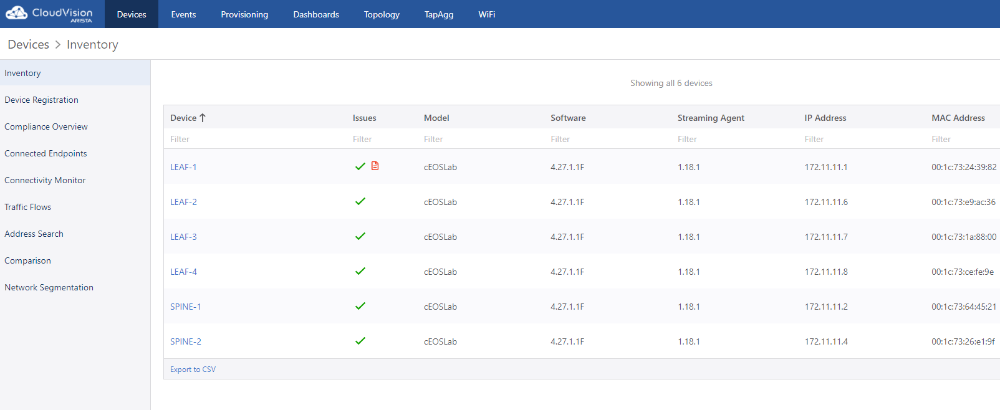 CloudVision
ARISTA
Devices Events Provisioning Dashboards Topology TapAgg WiFi
Devices > Inventory
Inventory
Device Registration
Compliance Overview
Connected Endpoints
Connectivity Monitor
Traffic Flows
Address Search
Comparison
Network Segmentation
Showing all 6 devices
Device Issues Model Software Streaming Agent IP Address MAC Address
Filter Filter Filter Filter Filter Filter Filter
LEAF-1 cEOSLab 4.27.1.1F 1.18.1 172.11.11.1 00:1c:73:24:39:82
LEAF-2 cEOSLab 4.27.1.1F 1.18.1 172.11.11.6 00:1c:73:e9:ac:36
LEAF-3 cEOSLab 4.27.1.1F 1.18.1 172.11.11.7 00:1c:73:1a:88:00
LEAF-4 cEOSLab 4.27.1.1F 1.18.1 172.11.11.8 00:1c:73:ce:fe:9e
SPINE-1 cEOSLab 4.27.1.1F 1.18.1 172.11.11.2 00:1c:73:64:45:21
SPINE-2 cEOSLab 4.27.1.1F 1.18.1 172.11.11.4 00:1c:73:26:e1:9f
Export to CSV